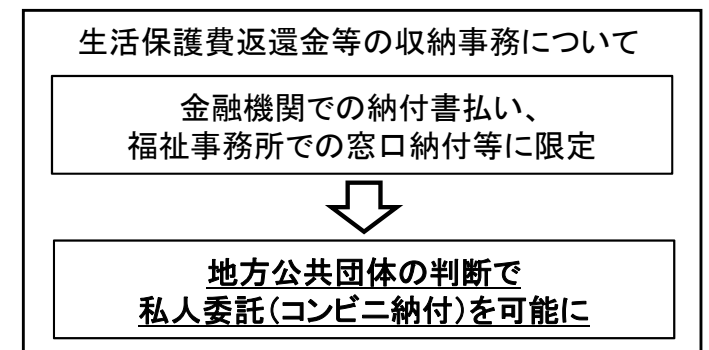 生活保護費返還金等の収納事務について
金融機関での納付書払い、
福祉事務所での窓口納付等に限定
地方公共団体の判断で
私人委託(コンビニ納付)を可能に